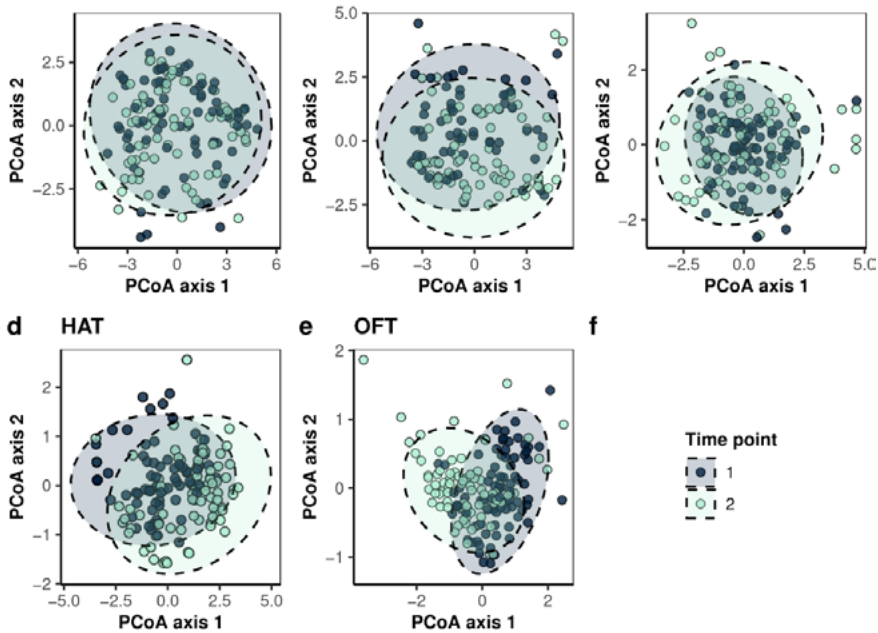 2.5
0.0
−2.5
PCoA axis 2
−6 −3 0 3 6
PCoA axis 1
5.0
2.5
0.0
−2.5
PCoA axis 2
−6 −3 0 3
PCoA axis 1
2
0
−2
PCoA axis 2
−2.5 0.0 2.5 5.0
PCoA axis 1
d HAT
2
1
0
−1
−2
PCoA axis 2
−5.0 −2.5 0.0 2.5 5.0
PCoA axis 1
e OFT
2
1
0
−1
PCoA axis 2
−2 0 2
PCoA axis 1
f
Time point
1
2